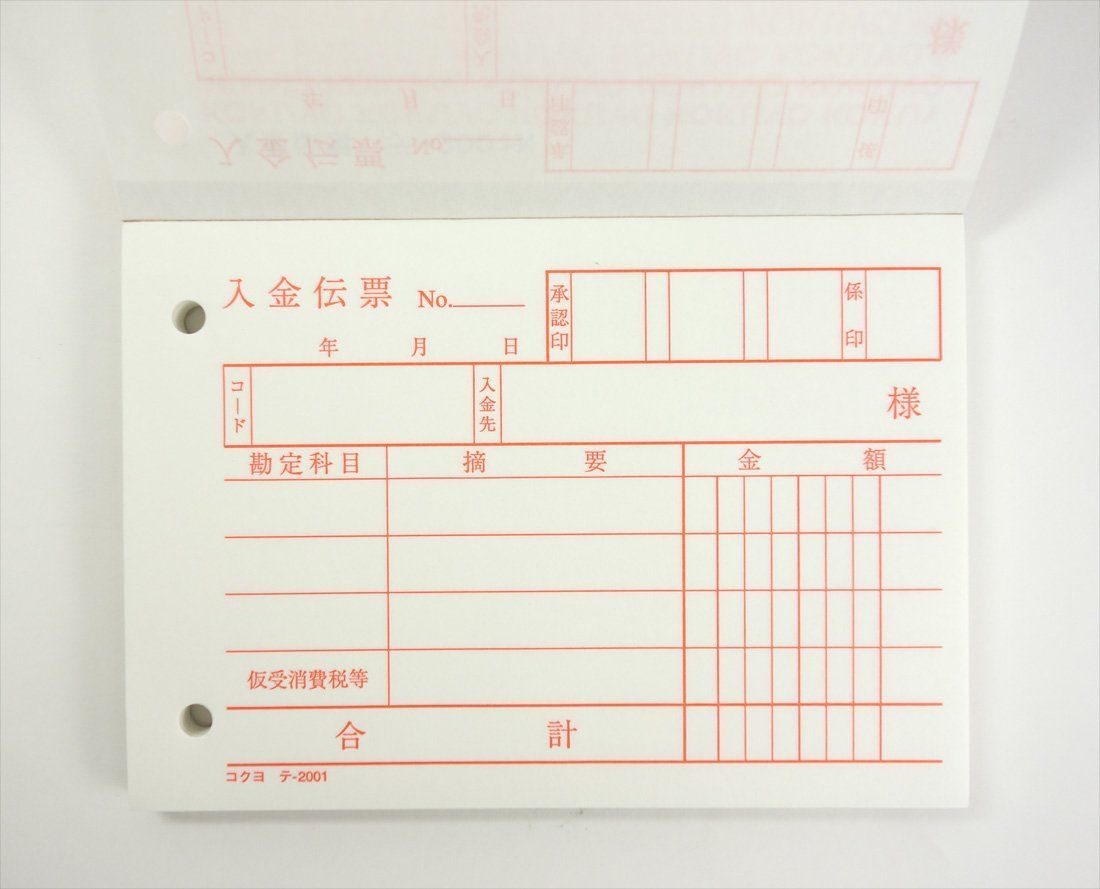 入金伝票 No.
承認印
係印
年 月 日
コード
入金先
様
勘定科目 摘要 金額
仮受消費税等
合計
コクヨ テ-2001